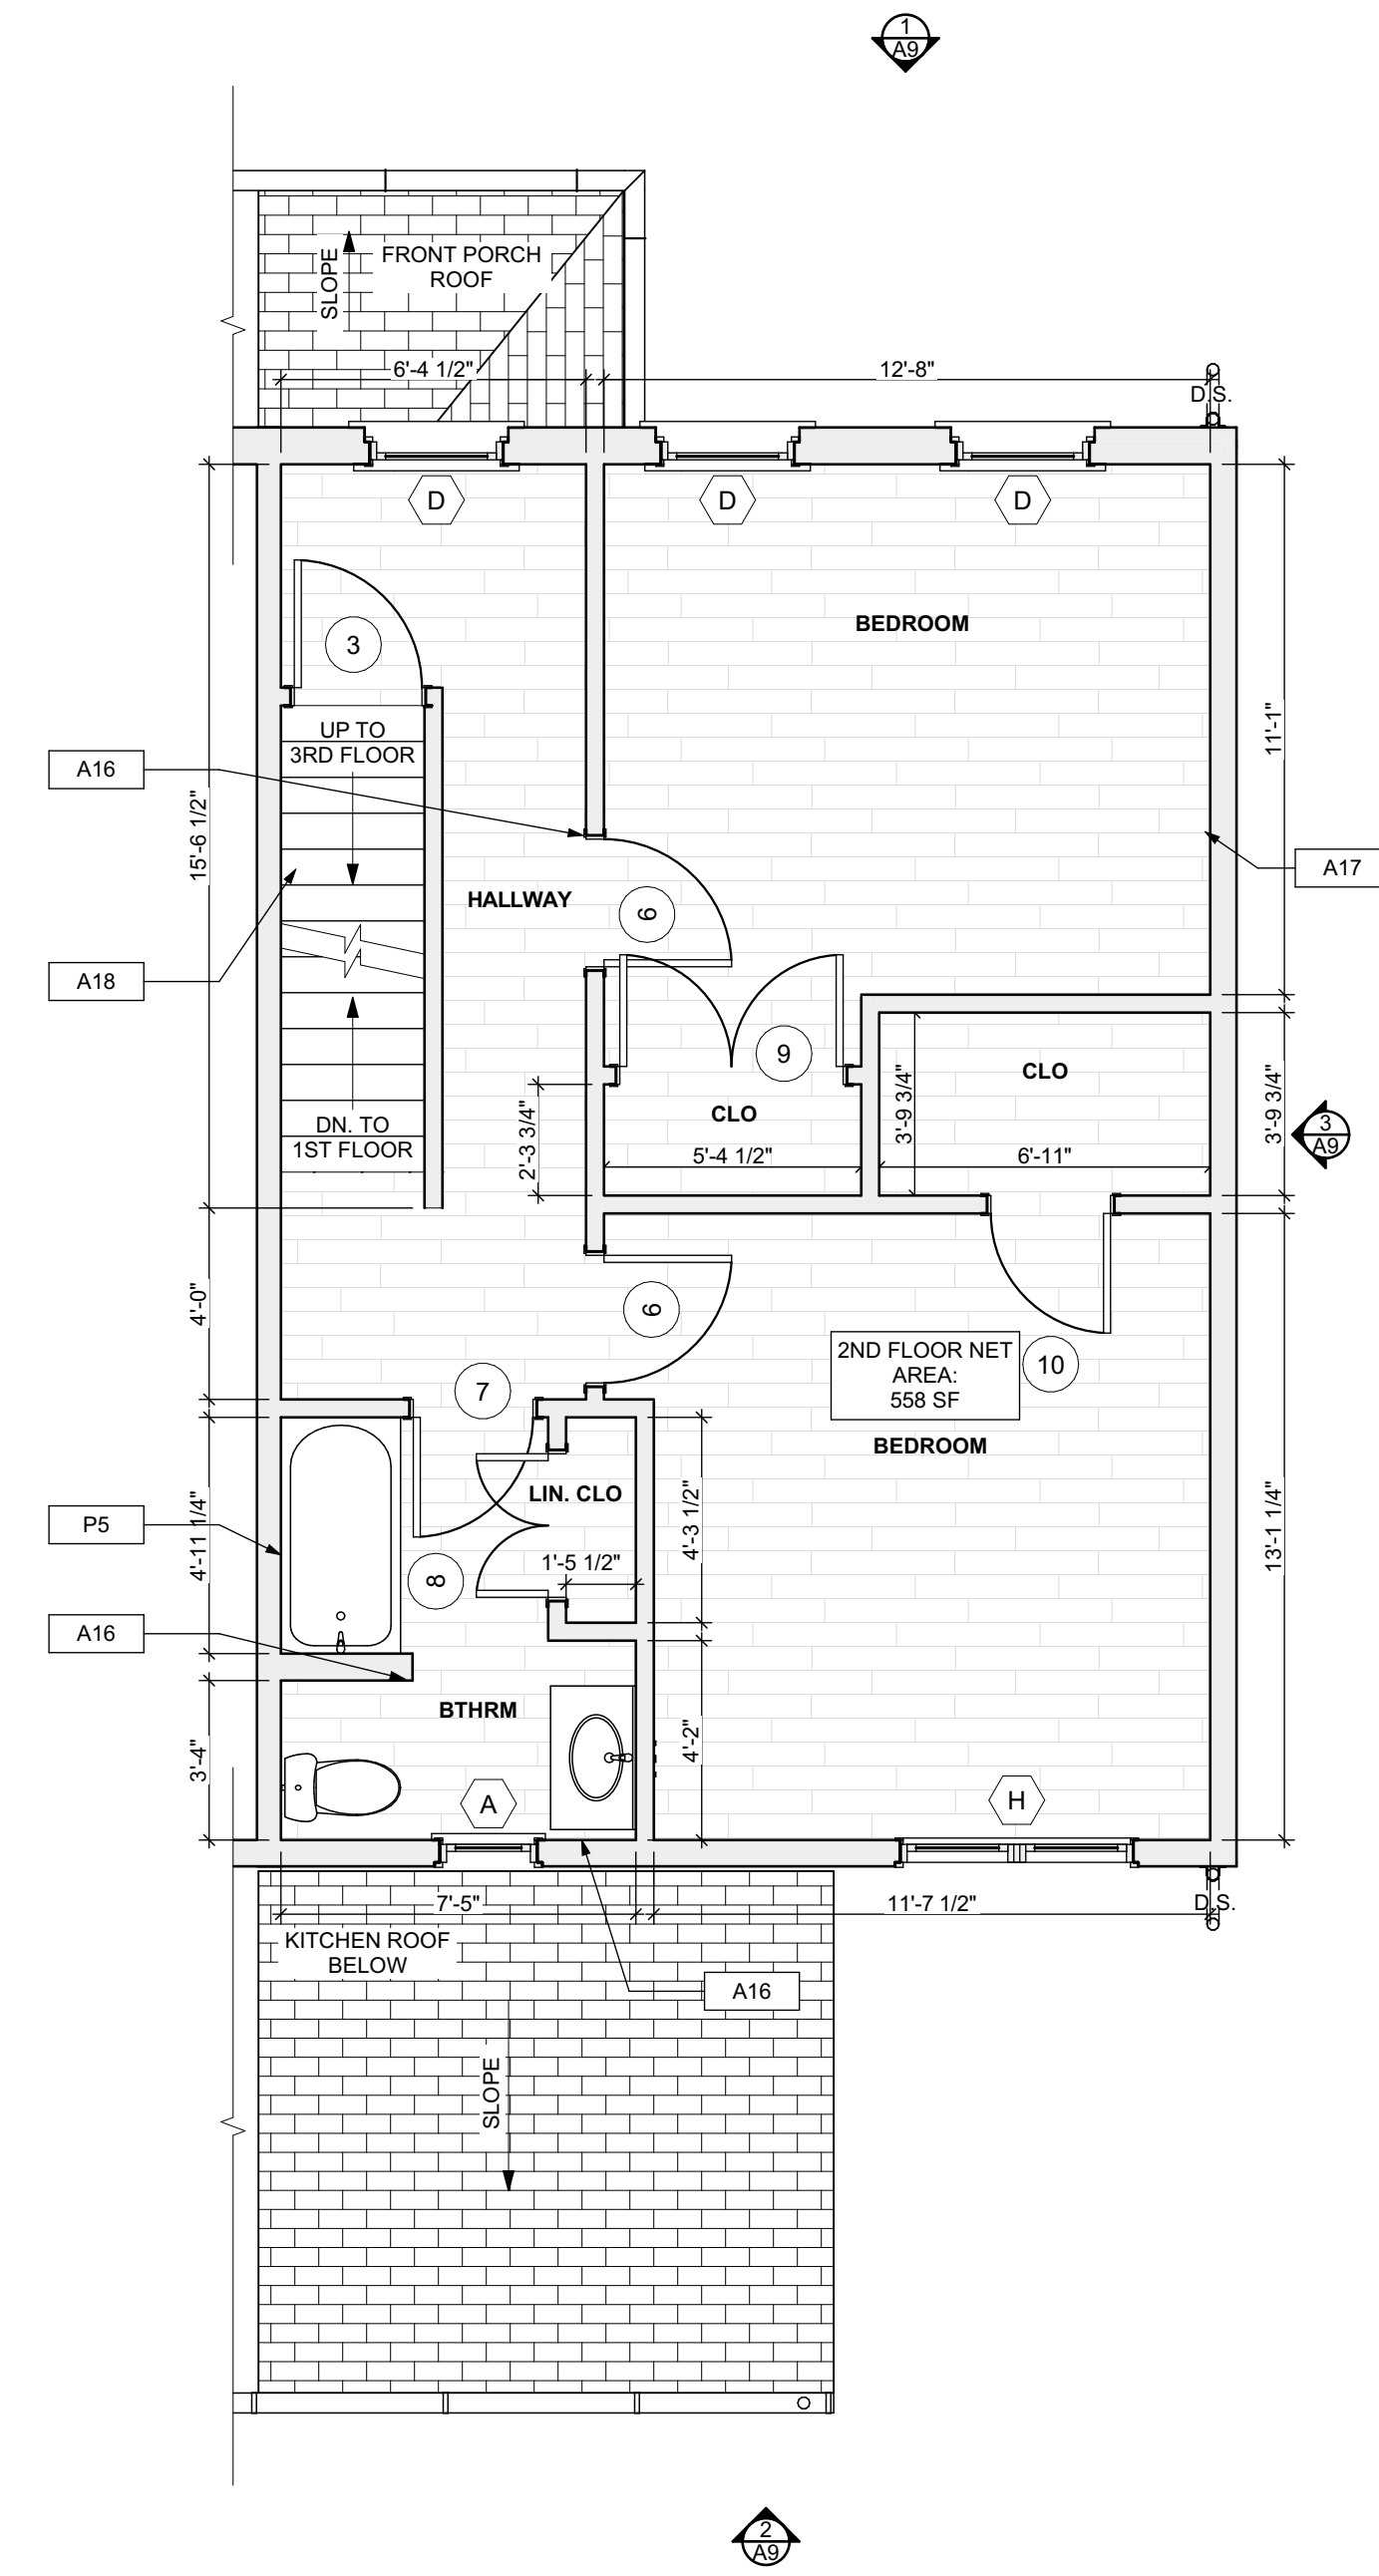 1
A9
FRONT PORCH
ROOF
SLOPE
6'-4 1/2"
12'-8"
D.S.
D
D
D
3
BEDROOM
UP TO
3RD FLOOR
A16
15'-6 1/2"
11'-1"
A17
HALLWAY
6
A18
9
CLO
3'-9 3/4"
CLO
3'-9 3/4"
3
A9
DN. TO
1ST FLOOR
2'-3 3/4"
5'-4 1/2"
6'-11"
4'-0"
6
2ND FLOOR NET
AREA:
558 SF
10
7
BEDROOM
LIN. CLO
P5
4'-11 1/4"
4'-3 1/2"
13'-1 1/4"
1'-5 1/2"
8
A16
BTHRM
3'-4"
4'-2"
A
H
7'-5"
11'-7 1/2"
D.S.
KITCHEN ROOF
BELOW
A16
SLOPE
2
A9